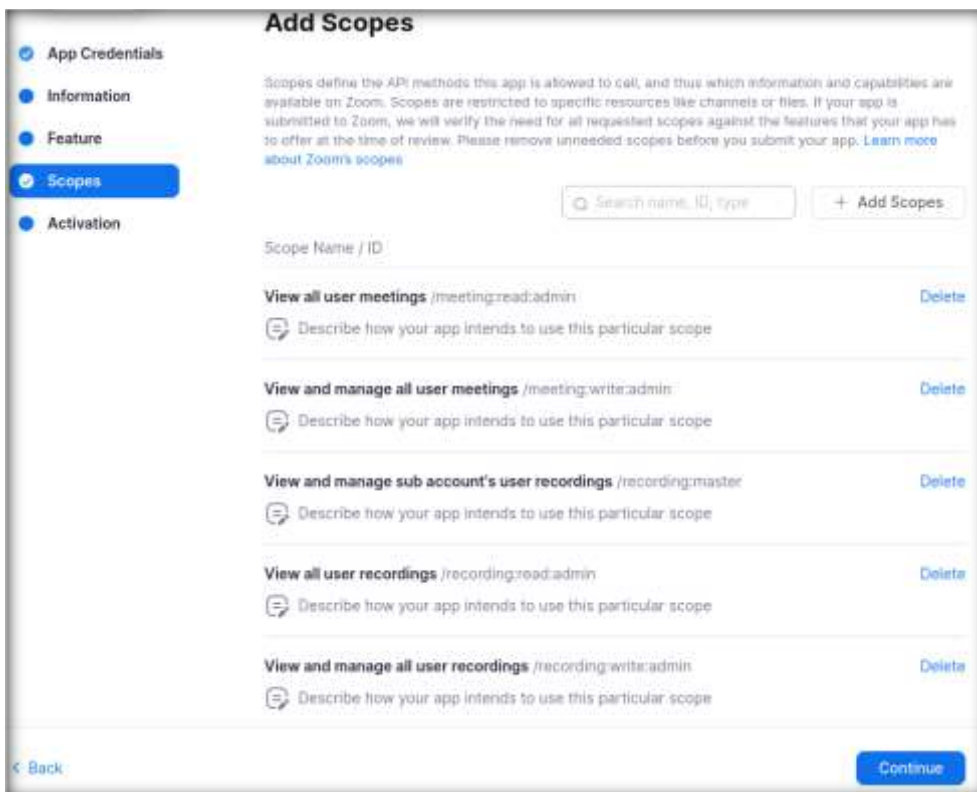 Add Scopes
App Credentials
Information
Feature
Scopes
Activation
Scopes define the API methods this app is allowed to call, and thus which information and capabilities are
available on Zoom. Scopes are restricted to specific resources like channels or files. If your app is
submitted to Zoom, we will verify the need for all requested scopes against the features that your app has
to offer at the time of review. Please remove unneeded scopes before you submit your app. Learn more
about Zoom's scopes
Search name, ID, type
+ Add Scopes
Scope Name / ID
View all user meetings /meeting:read:admin Delete
Describe how your app intends to use this particular scope
View and manage all user meetings /meeting:write:admin Delete
Describe how your app intends to use this particular scope
View and manage sub account's user recordings /recording:master Delete
Describe how your app intends to use this particular scope
View all user recordings /recording:read:admin Delete
Describe how your app intends to use this particular scope
View and manage all user recordings /recording:write:admin Delete
Describe how your app intends to use this particular scope
< Back
Continue